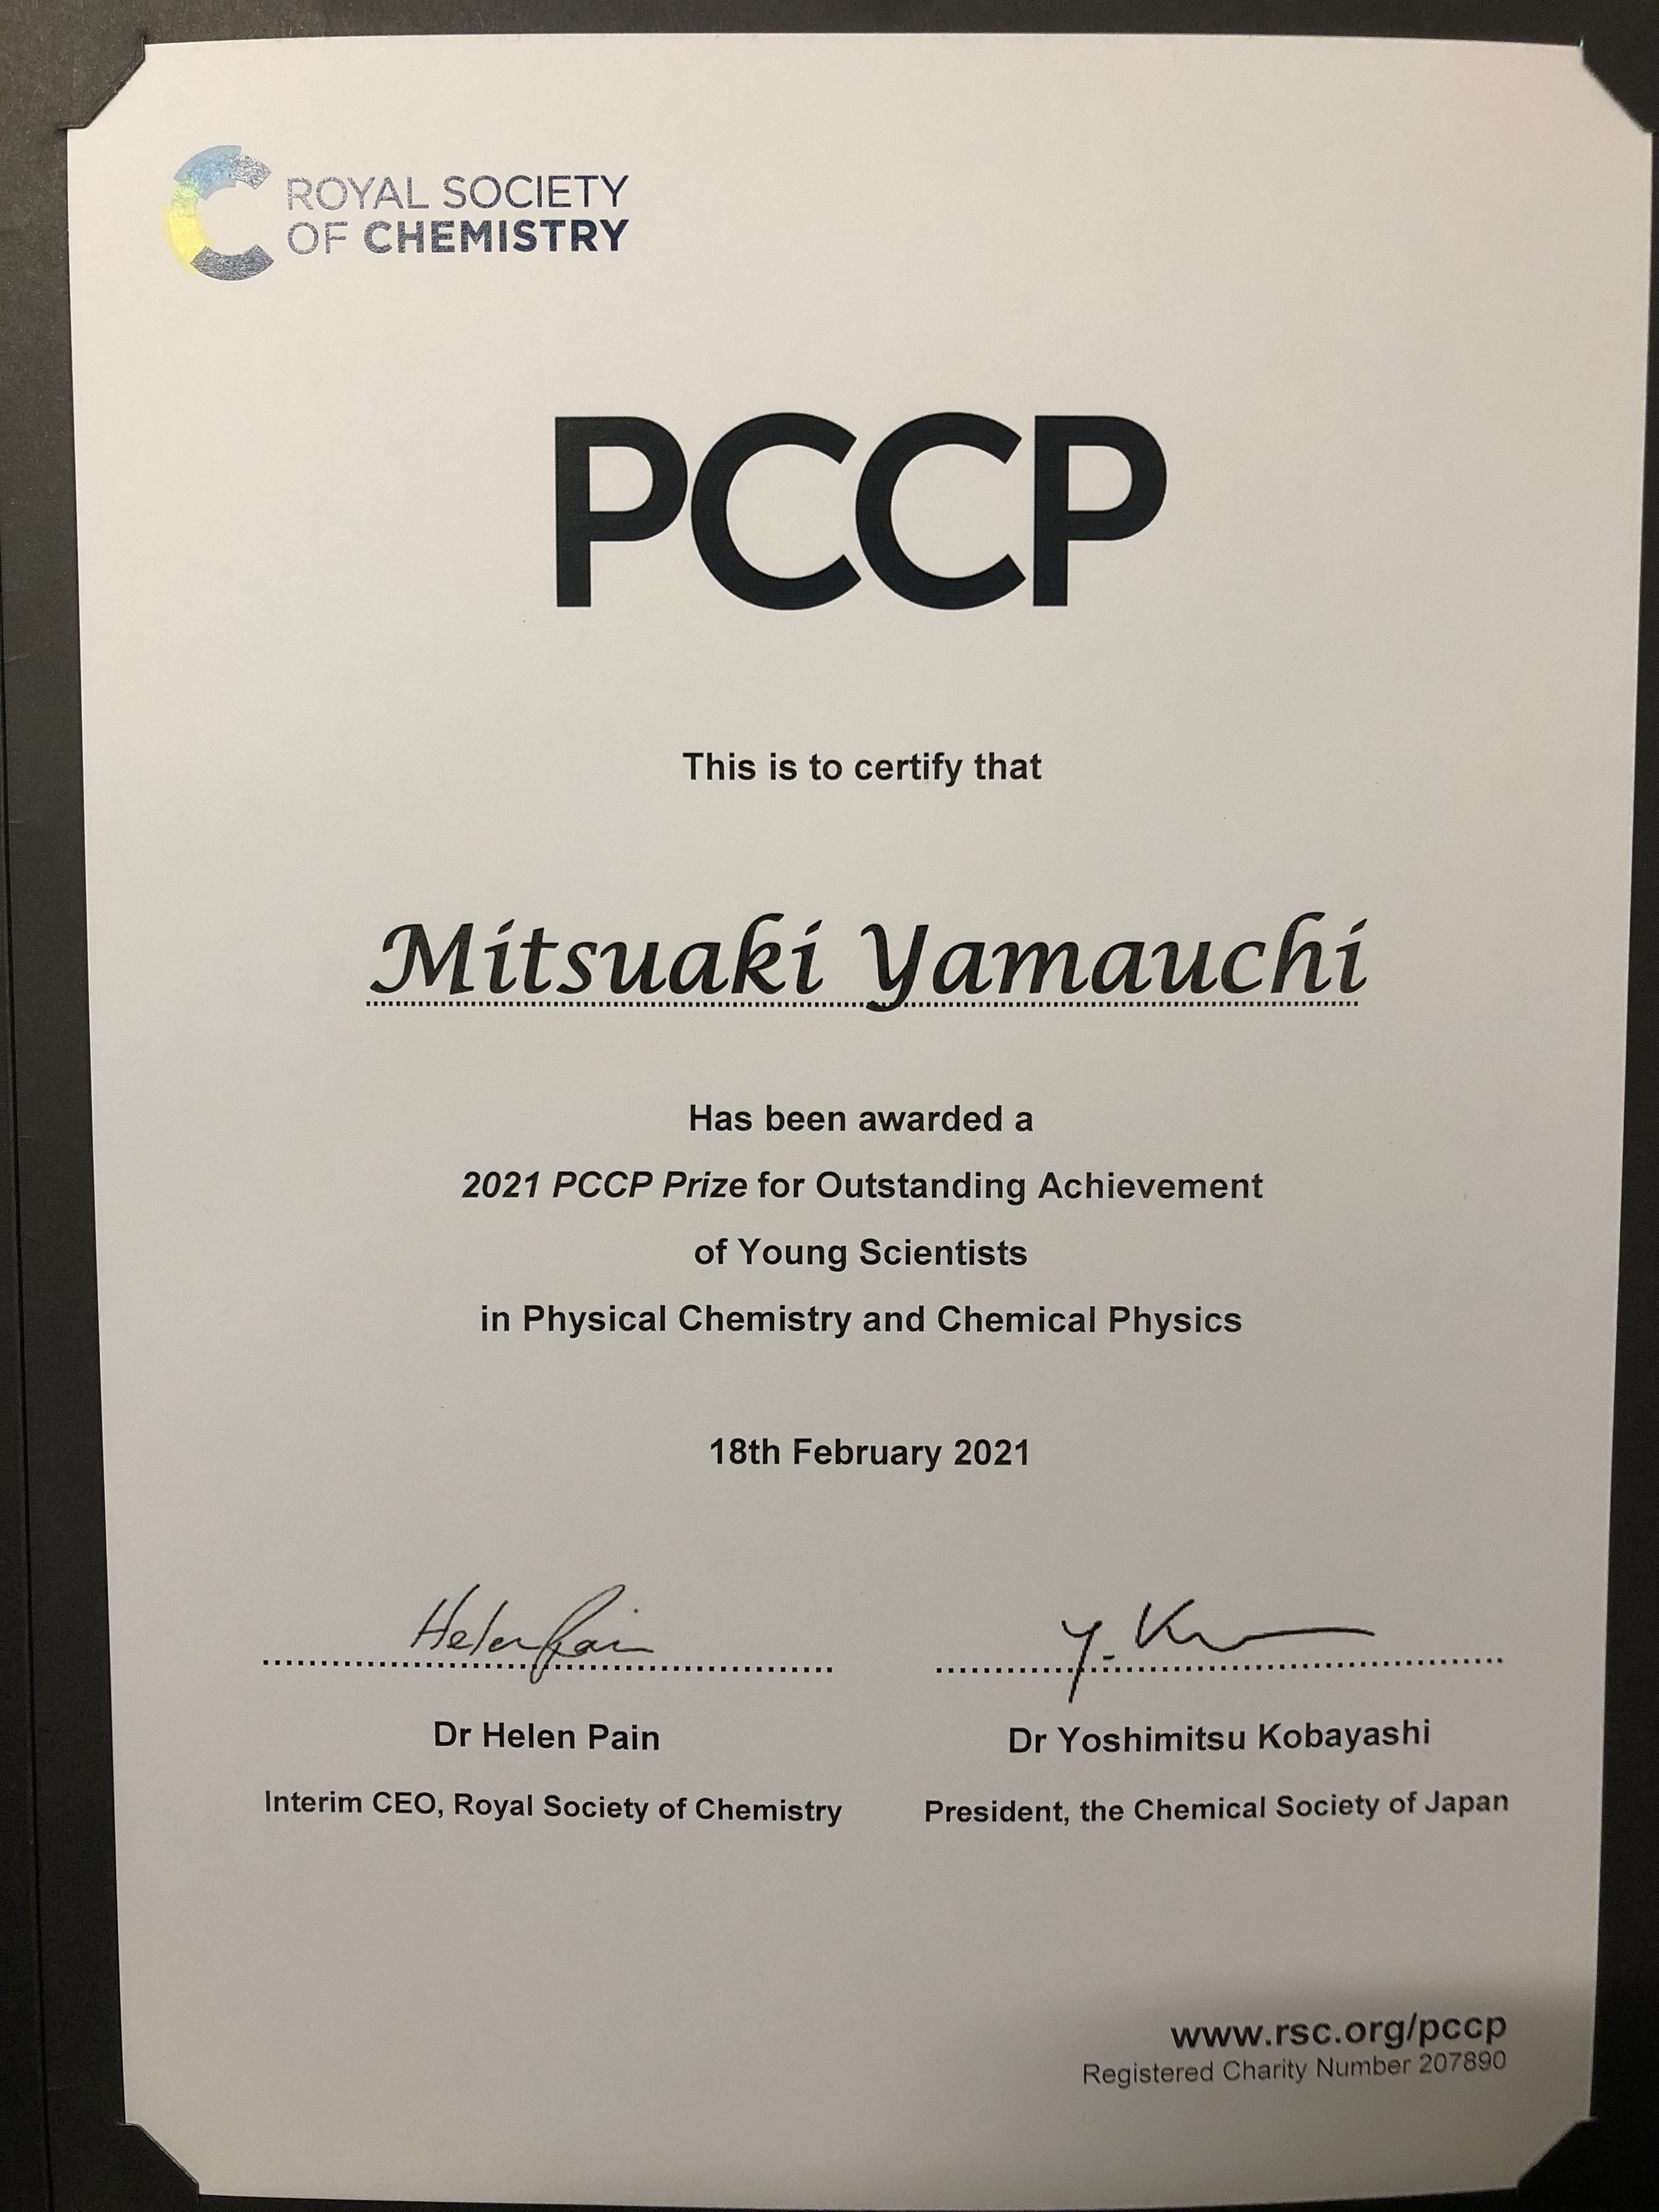 ROYAL SOCIETY
OF CHEMISTRY
PCCP
This is to certify that
Mitsuaki Yamauchi
Has been awarded a
2021 PCCP Prize for Outstanding Achievement
of Young Scientists
in Physical Chemistry and Chemical Physics
18th February 2021
Helen Pain
Y. K
Dr Helen Pain
Dr Yoshimitsu Kobayashi
Interim CEO, Royal Society of Chemistry
President, the Chemical Society of Japan
www.rsc.org/pccp
Registered Charity Number 207890